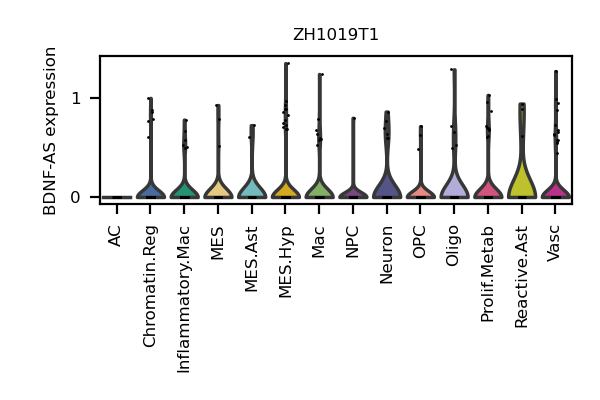 ZH1019T1
BDNF-AS expression
1
0
AC
Chromatin.Reg
Inflammatory.Mac
MES
MES.Ast
MES.Hyp
Mac
NPC
Neuron
OPC
Oligo
Prolif.Metab
Reactive.Ast
Vasc